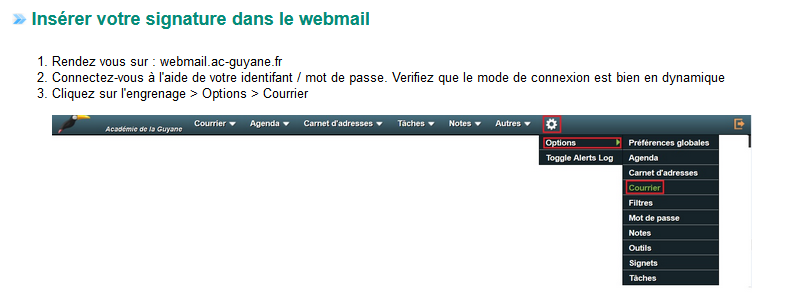 Insérer votre signature dans le webmail
1. Rendez vous sur : webmail.ac-guyane.fr
2. Connectez-vous à l'aide de votre identifant / mot de passe. Verifiez que le mode de connexion est bien en dynamique
3. Cliquez sur l'engrenage > Options > Courrier
Académie de la Guyane Courrier Agenda Carnet d'adresses Tâches Notes Autres
Options Préférences globales
Toggle Alerts Log Agenda
Carnet d'adresses
Courrier
Filtres
Mot de passe
Notes
Outils
Signets
Tâches